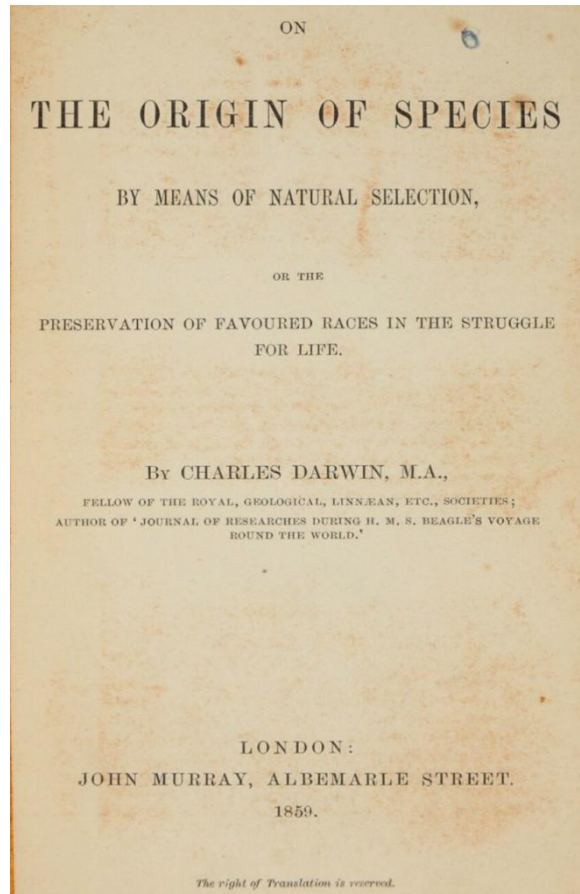 ON
THE ORIGIN OF SPECIES
BY MEANS OF NATURAL SELECTION,
OR THE
PRESERVATION OF FAVOURED RACES IN THE STRUGGLE
FOR LIFE.
By CHARLES DARWIN, M.A.,
FELLOW OF THE ROYAL, GEOLOGICAL, LINNÆAN, ETC., SOCIETIES;
AUTHOR OF ‘JOURNAL OF RESEARCHES DURING H. M. S. BEAGLE’S VOYAGE
ROUND THE WORLD.’
LONDON:
JOHN MURRAY, ALBEMARLE STREET.
1859.
The right of Translation is reserved.